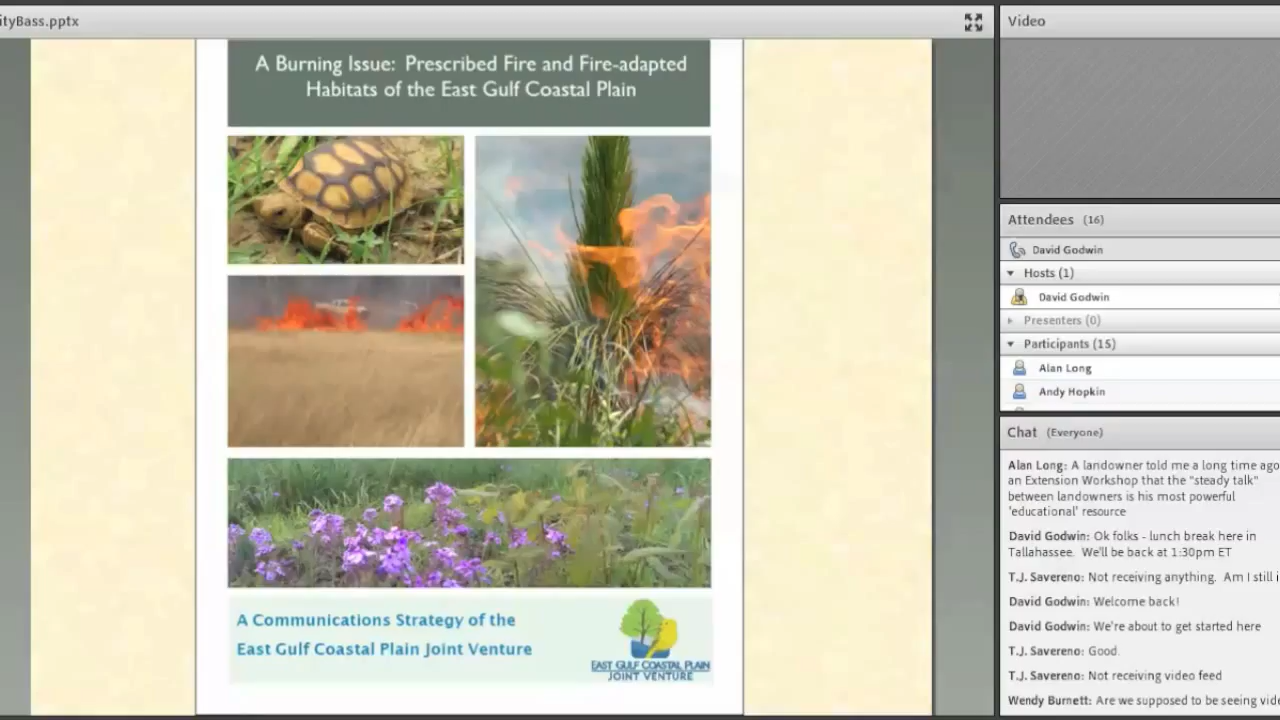 ityBass.pptx
A Burning Issue: Prescribed Fire and Fire-adapted
Habitats of the East Gulf Coastal Plain
A Communications Strategy of the
East Gulf Coastal Plain Joint Venture
EAST GULF COASTAL PLAIN
JOINT VENTURE
Video
Attendees (16)
David Godwin
Hosts (1)
David Godwin
Presenters (0)
Participants (15)
Alan Long
Andy Hopkin
Chat (Everyone)
Alan Long: A landowner told me a long time ago
an Extension Workshop that the "steady talk"
between landowners is his most powerful
'educational' resource
David Godwin: Ok folks - lunch break here in
Tallahassee. We'll be back at 1:30pm ET
T.J. Savereno: Not receiving anything. Am I still i
David Godwin: Welcome back!
David Godwin: We're about to get started here
T.J. Savereno: Good.
T.J. Savereno: Not receiving video feed
Wendy Burnett: Are we supposed to be seeing vide